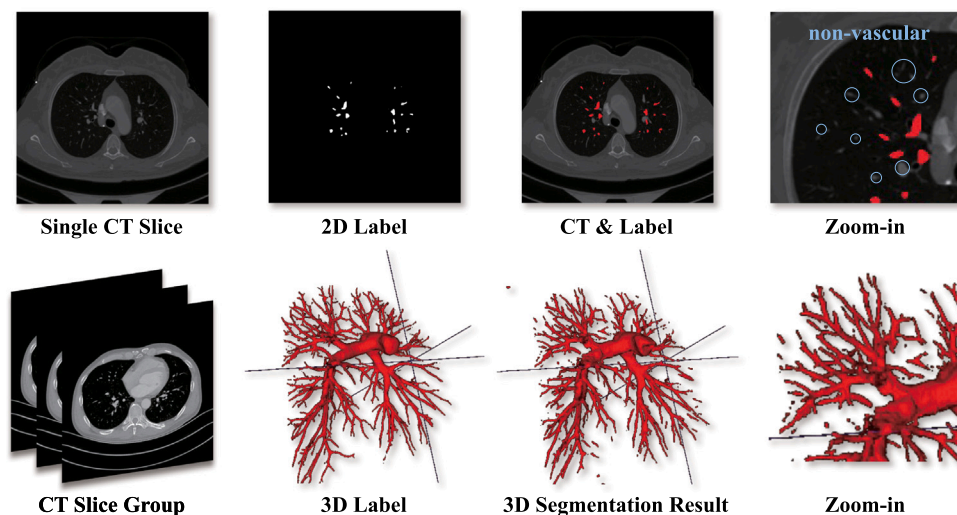 non-vascular
Single CT Slice
2D Label
CT & Label
Zoom-in
CT Slice Group
3D Label
3D Segmentation Result
Zoom-in